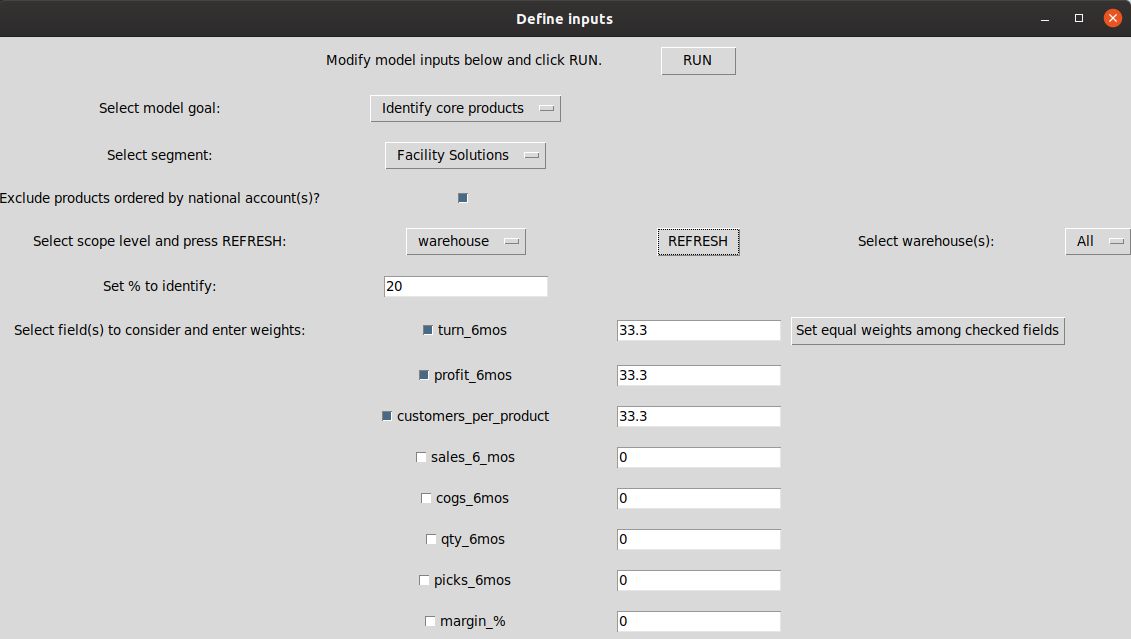 Define inputs
Modify model inputs below and click RUN. RUN
Select model goal: Identify core products
Select segment: Facility Solutions
Exclude products ordered by national account(s)?
Select scope level and press REFRESH: warehouse REFRESH Select warehouse(s): All
Set % to identify: 20
Select field(s) to consider and enter weights: turn_6mos 33.3 Set equal weights among checked fields
profit_6mos 33.3
customers_per_product 33.3
sales_6_mos 0
cogs_6mos 0
qty_6mos 0
picks_6mos 0
margin_% 0